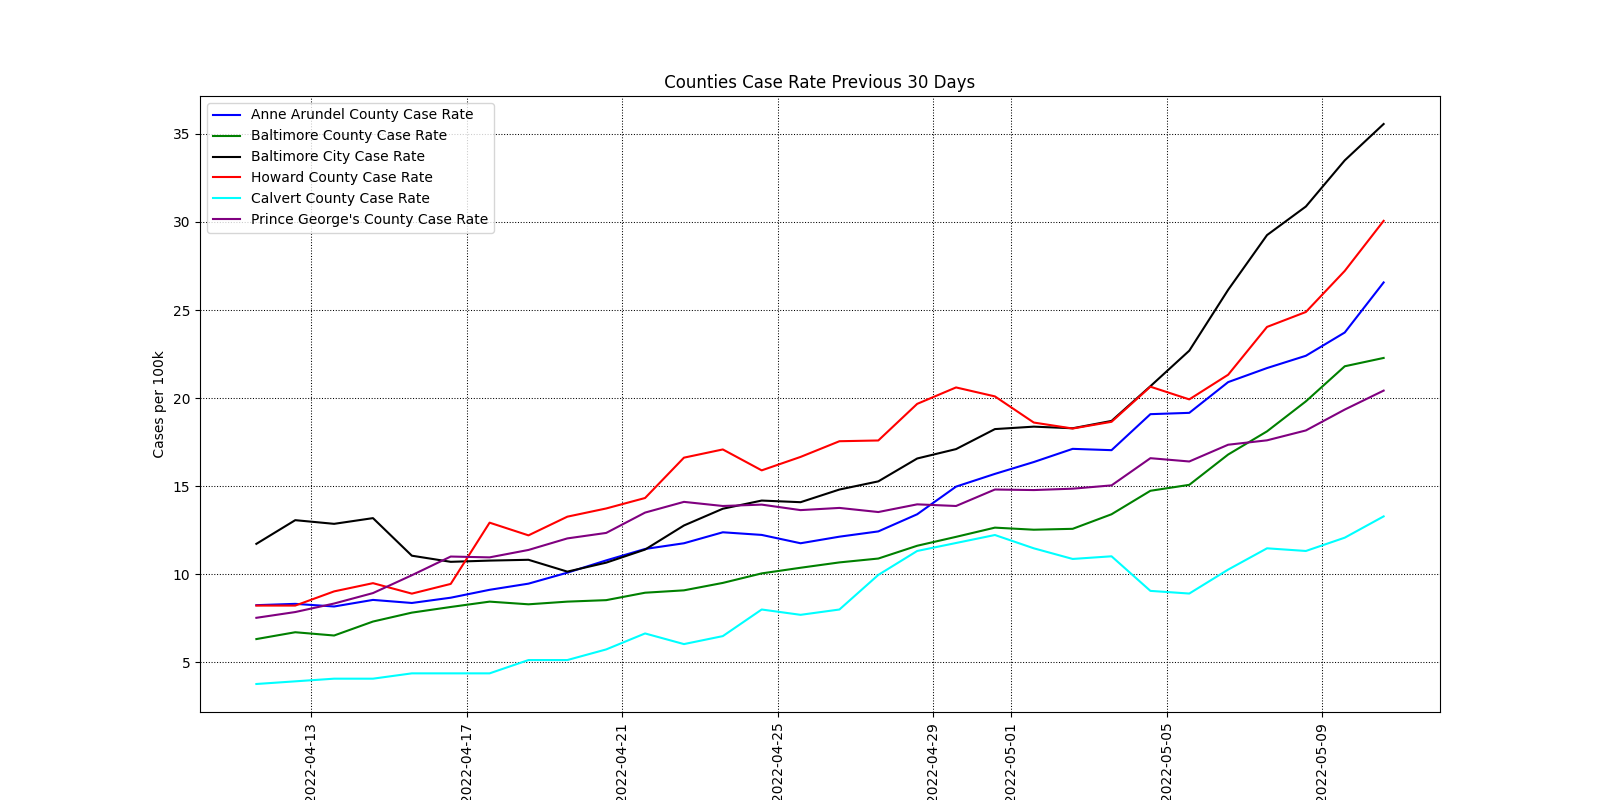 Counties Case Rate Previous 30 Days
Anne Arundel County Case Rate
Baltimore County Case Rate
Baltimore City Case Rate
Howard County Case Rate
Calvert County Case Rate
Prince George's County Case Rate
Cases per 100k
35
30
25
20
15
10
5
2022-04-13
2022-04-17
2022-04-21
2022-04-25
2022-04-29
2022-05-01
2022-05-05
2022-05-09